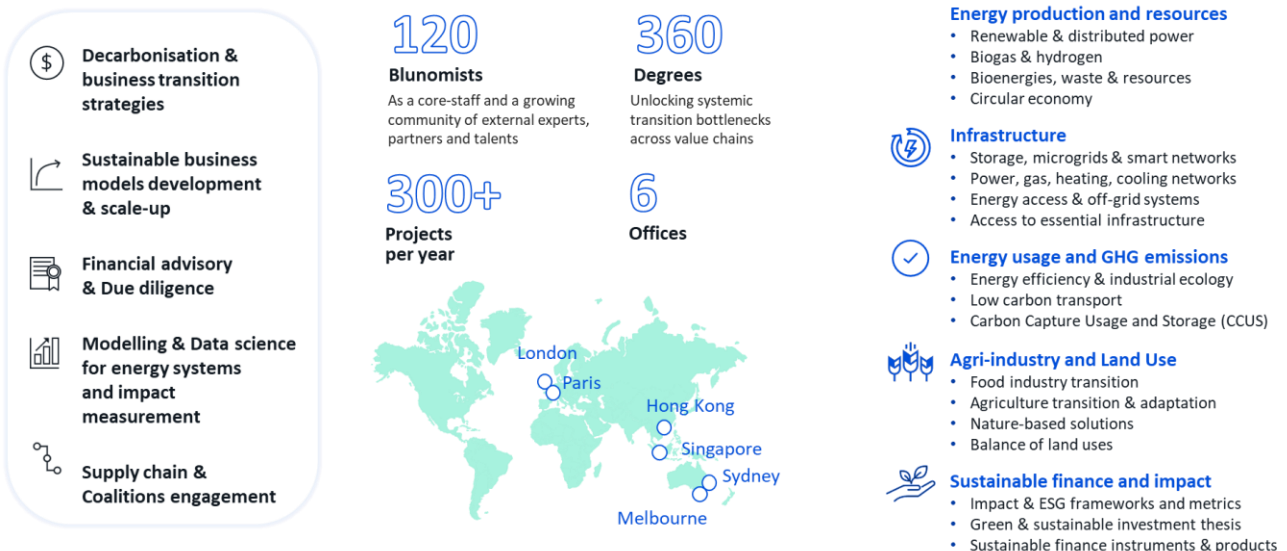 Decarbonisation &
business transition
strategies
Sustainable business
models development
& scale-up
Financial advisory
& Due diligence
Modelling & Data science
for energy systems
and impact
measurement
Supply chain &
Coalitions engagement
120
Blunomists
As a core-staff and a growing
community of external experts,
partners and talents
360
Degrees
Unlocking systemic
transition bottlenecks
across value chains
300+
Projects
per year
6
Offices
London
Paris
Hong Kong
Singapore
Sydney
Melbourne
Energy production and resources
• Renewable & distributed power
• Biogas & hydrogen
• Bioenergies, waste & resources
• Circular economy
Infrastructure
• Storage, microgrids & smart networks
• Power, gas, heating, cooling networks
• Energy access & off-grid systems
• Access to essential infrastructure
Energy usage and GHG emissions
• Energy efficiency & industrial ecology
• Low carbon transport
• Carbon Capture Usage and Storage (CCUS)
Agri-industry and Land Use
• Food industry transition
• Agriculture transition & adaptation
• Nature-based solutions
• Balance of land uses
Sustainable finance and impact
• Impact & ESG frameworks and metrics
• Green & sustainable investment thesis
• Sustainable finance instruments & products